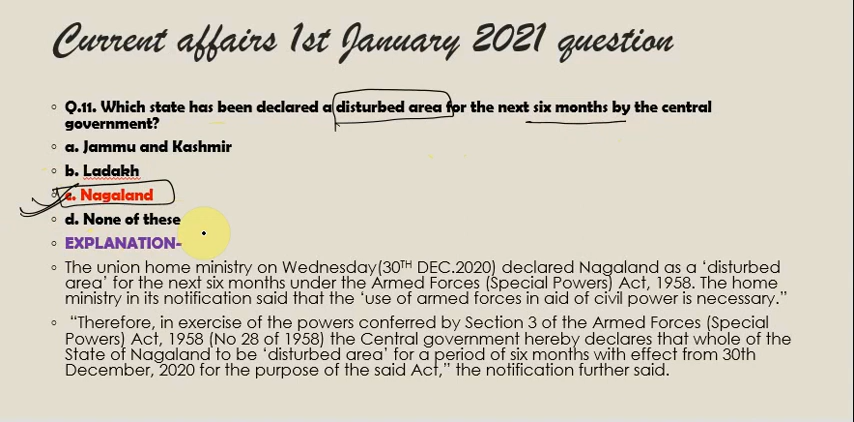 Current affairs 1st January 2021 question
Q.11. Which state has been declared a disturbed area for the next six months by the central
government?
a. Jammu and Kashmir
b. Ladakh
c. Nagaland
d. None of these
EXPLANATION-
The union home ministry on Wednesday(30TH DEC.2020) declared Nagaland as a ‘disturbed
area’ for the next six months under the Armed Forces (Special Powers) Act, 1958. The home
ministry in its notification said that the ‘use of armed forces in aid of civil power is necessary.”
“Therefore, in exercise of the powers conferred by Section 3 of the Armed Forces (Special
Powers) Act, 1958 (No 28 of 1958) the Central government hereby declares that whole of the
State of Nagaland to be ‘disturbed area’ for a period of six months with effect from 30th
December, 2020 for the purpose of the said Act,” the notification further said.